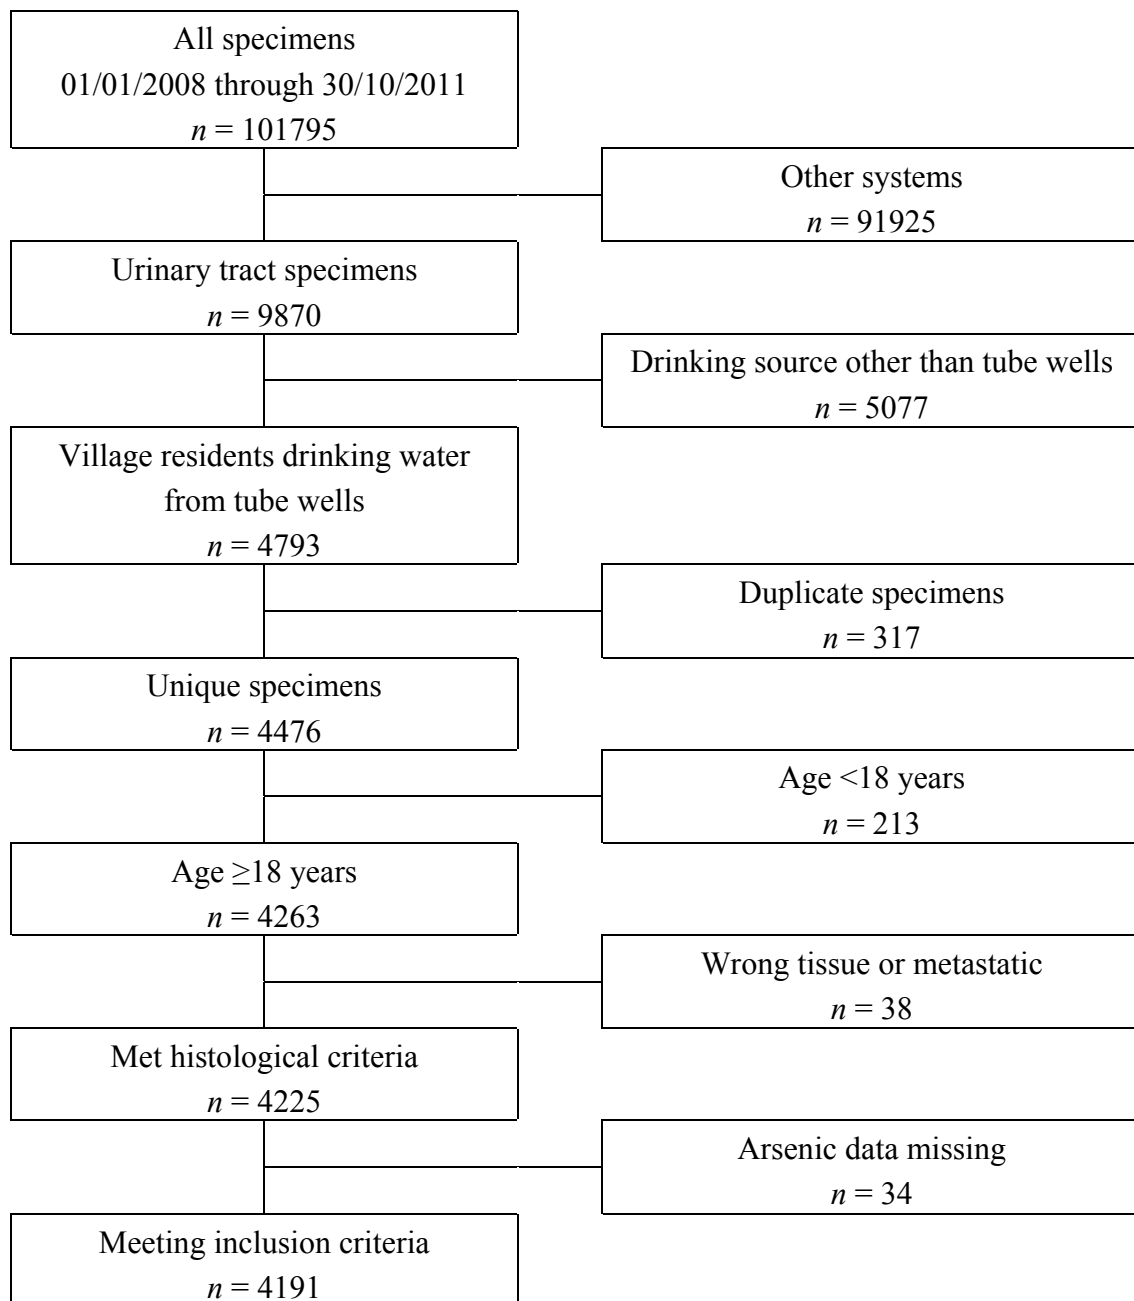 All specimens
01/01/2008 through 30/10/2011
n = 101795
Other systems
n = 91925
Urinary tract specimens
n = 9870
Drinking source other than tube wells
n = 5077
Village residents drinking water
from tube wells
n = 4793
Duplicate specimens
n = 317
Unique specimens
n = 4476
Age <18 years
n = 213
Age ≥18 years
n = 4263
Wrong tissue or metastatic
n = 38
Met histological criteria
n = 4225
Arsenic data missing
n = 34
Meeting inclusion criteria
n = 4191